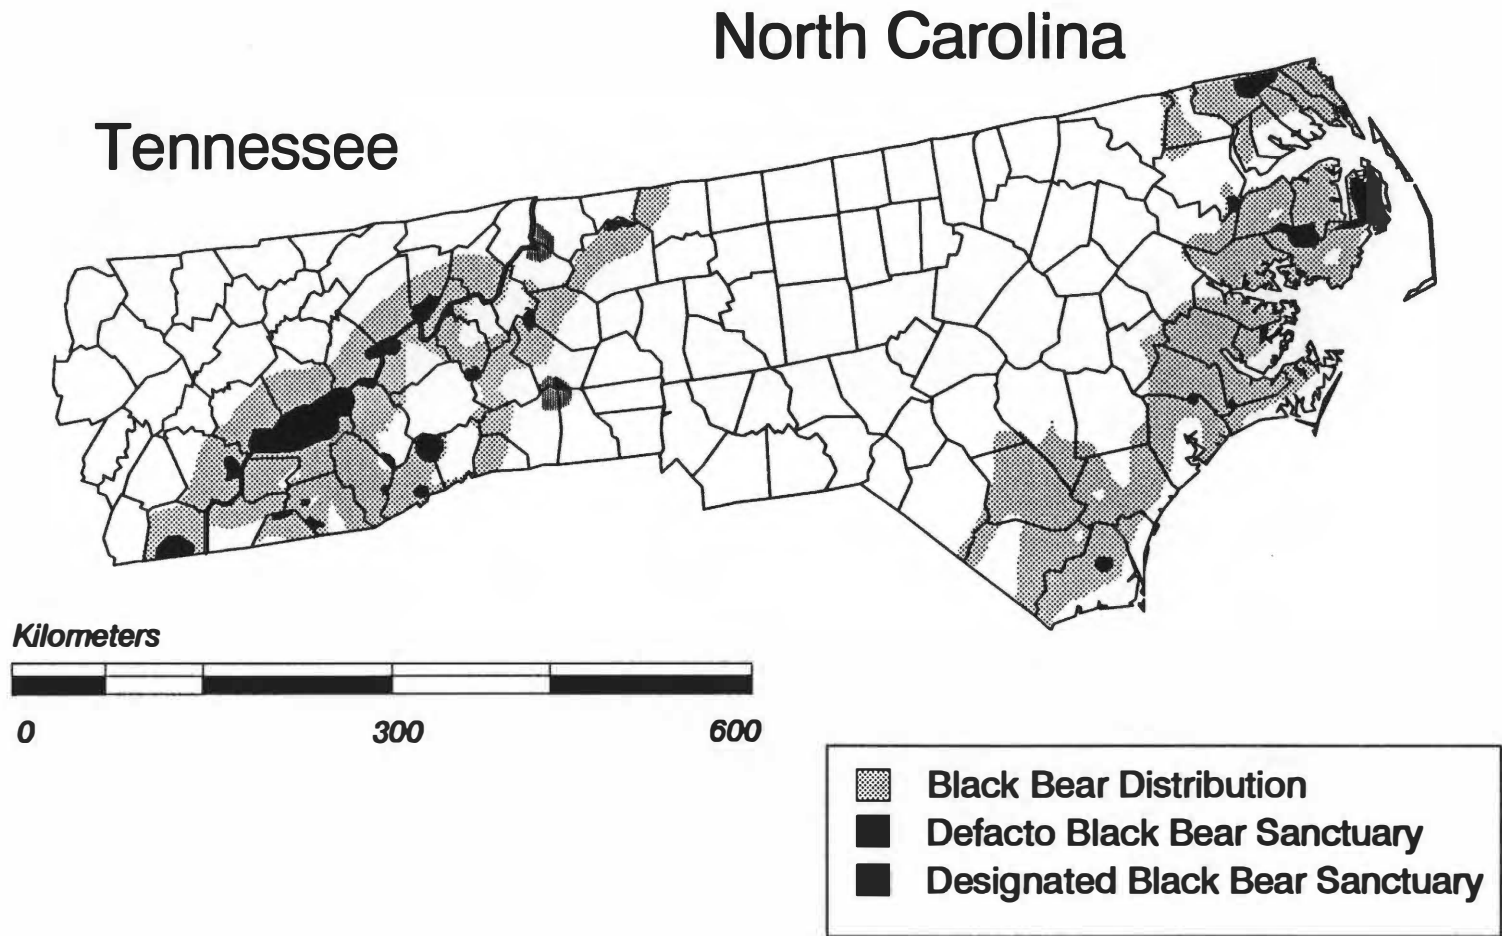 North Carolina
Tennessee
Kilometers
0 300 600
Black Bear Distribution
Defacto Black Bear Sanctuary
Designated Black Bear Sanctuary